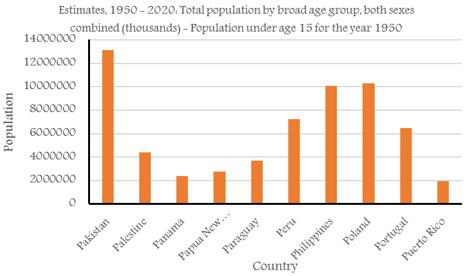 Estimates, 1950 - 2020: Total population by broad age group, both sexes
combined (thousands) - Population under age 15 for the year 1950
14000000
12000000
10000000
8000000
6000000
4000000
2000000
0
Population
Pakistan
Palestine
Panama
Papua New...
Paraguay
Peru
Philippines
Poland
Portugal
Puerto Rico
Country